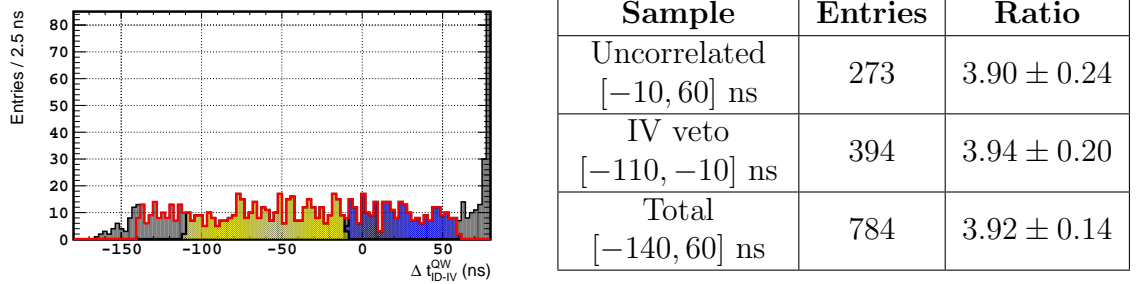 Entries / 2.5 ns
80
70
60
50
40
30
20
10
0
−150 −100 −50 0 50
Δ t^{QW}_{ID-IV} (ns)
Sample Entries Ratio
Uncorrelated
[−10, 60] ns
273 3.90 ± 0.24
IV veto
[−110, −10] ns
394 3.94 ± 0.20
Total
[−140, 60] ns
784 3.92 ± 0.14